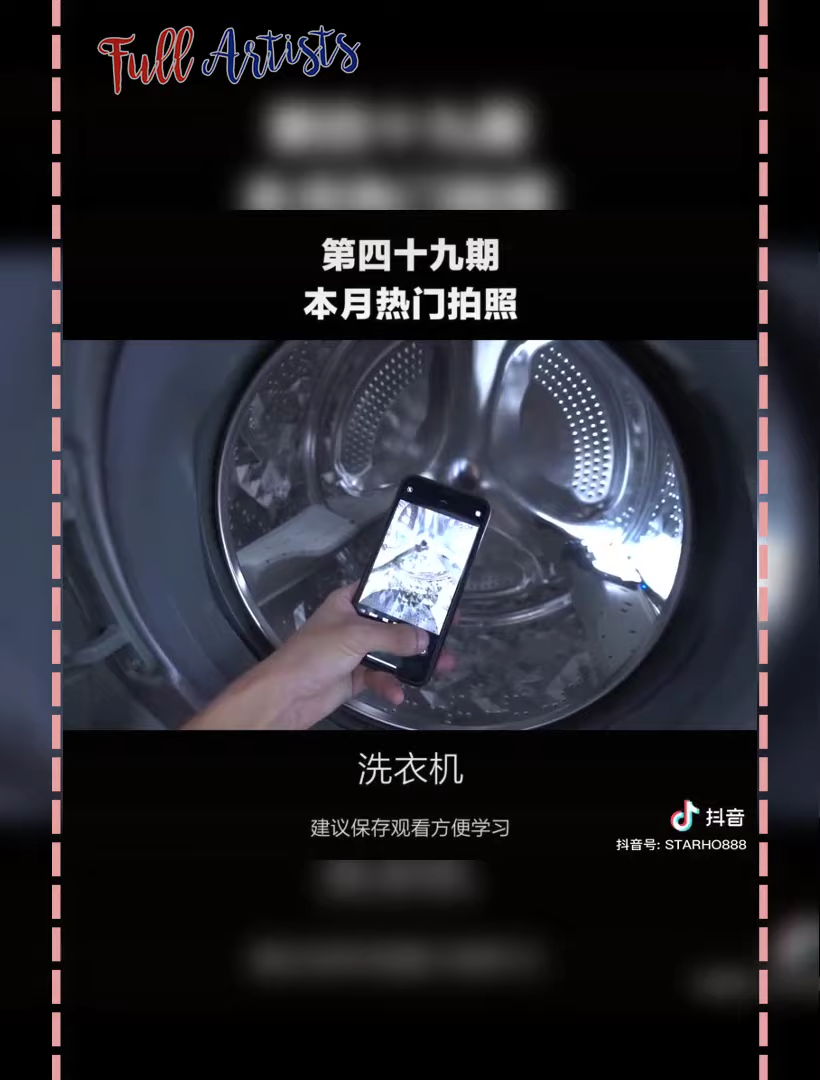 Full Artists
第四十九期
本月热门拍照
洗衣机
建议保存观看方便学习
抖音
抖音号: STARHO888